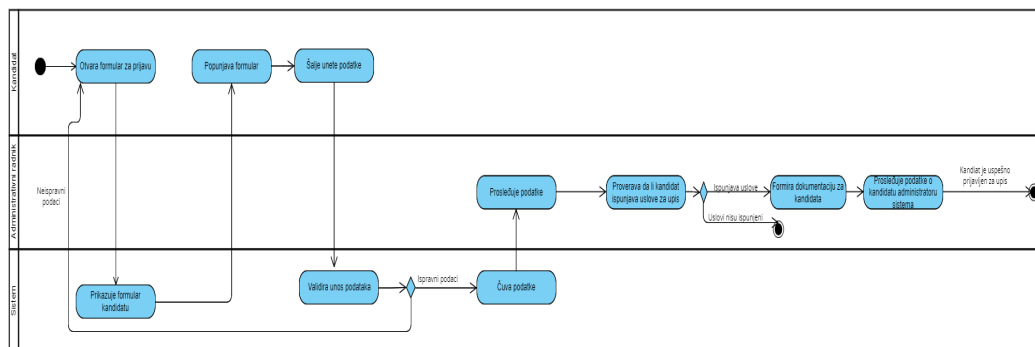 Kandidat
Otvara formular za prijavu
Popunjava formular
Šalje unete podatke
Administrativni radnik
Neispravni
podaci
Prosleđuje podatke
Proverava da li kandidat
ispunjava uslove za upis
Ispunjava uslove
Uslovi nisu ispunjeni
Formira dokumentaciju za
kandidata
Prosleđuje podatke o
kandidatu administratoru
sistema
Kandiat je uspešno
prijavljen za upis
Sistem
Prikazuje formular
kandidatu
Validira unos podataka
Ispravni podaci
Čuva podatke